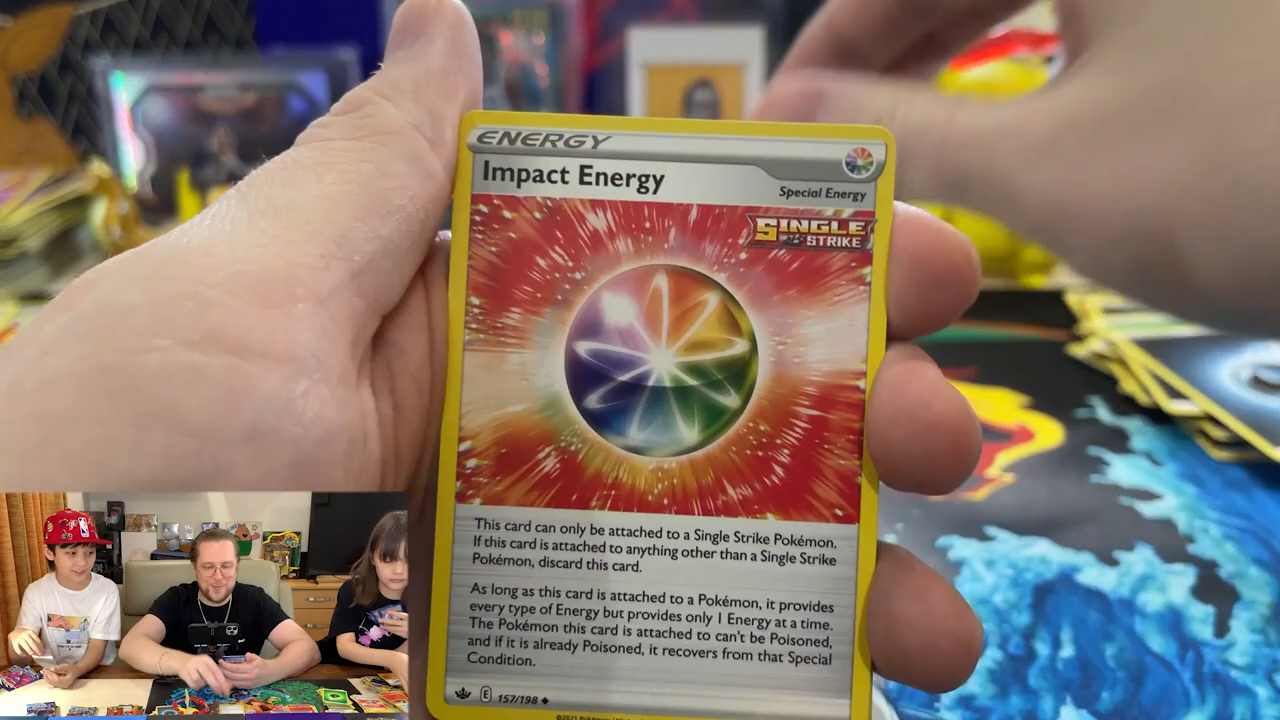 ENERGY
Impact Energy
Special Energy
SINGLE
STRIKE
This card can only be attached to a Single Strike Pokémon.
If this card is attached to anything other than a Single Strike
Pokémon, discard this card.
As long as this card is attached to a Pokémon, it provides
every type of Energy but provides only 1 Energy at a time.
The Pokémon this card is attached to can't be Poisoned,
and if it is already Poisoned, it recovers from that Special
Condition.
E 157/198